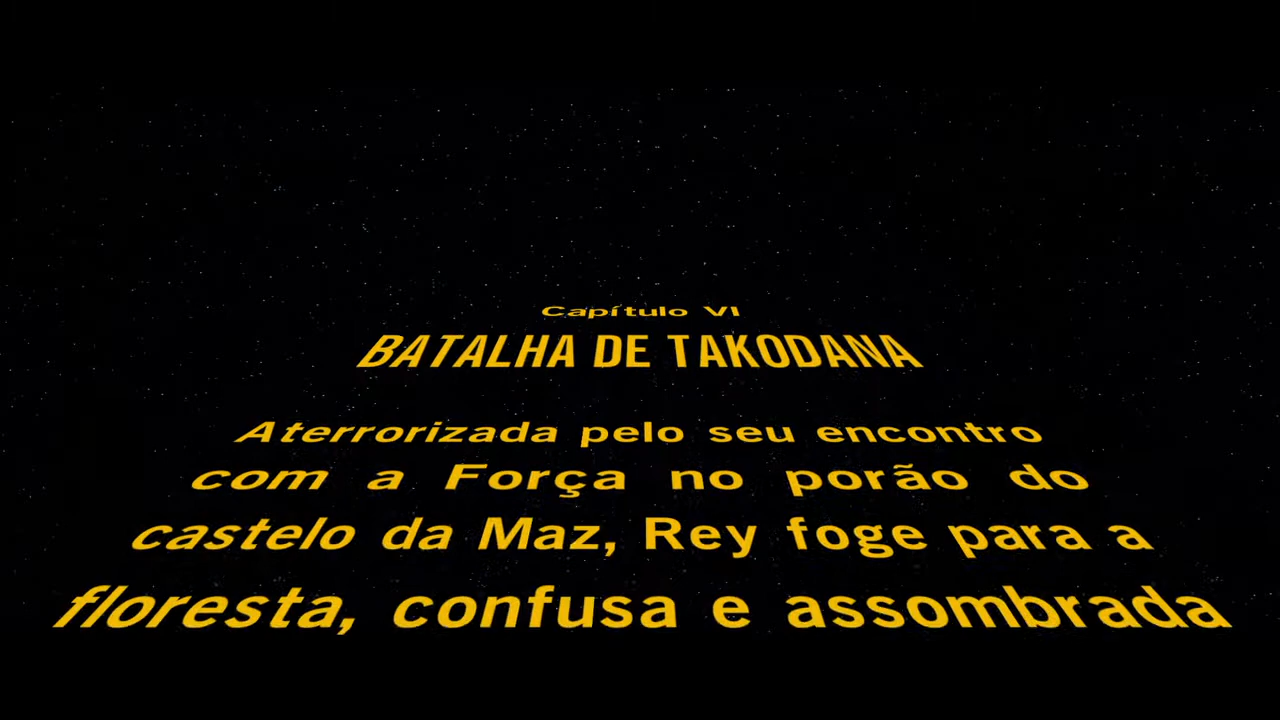 Capítulo VI
BATALHA DE TAKODANA
Aterrorizada pelo seu encontro
com a Força no porão do
castelo da Maz, Rey foge para a
floresta, confusa e assombrada